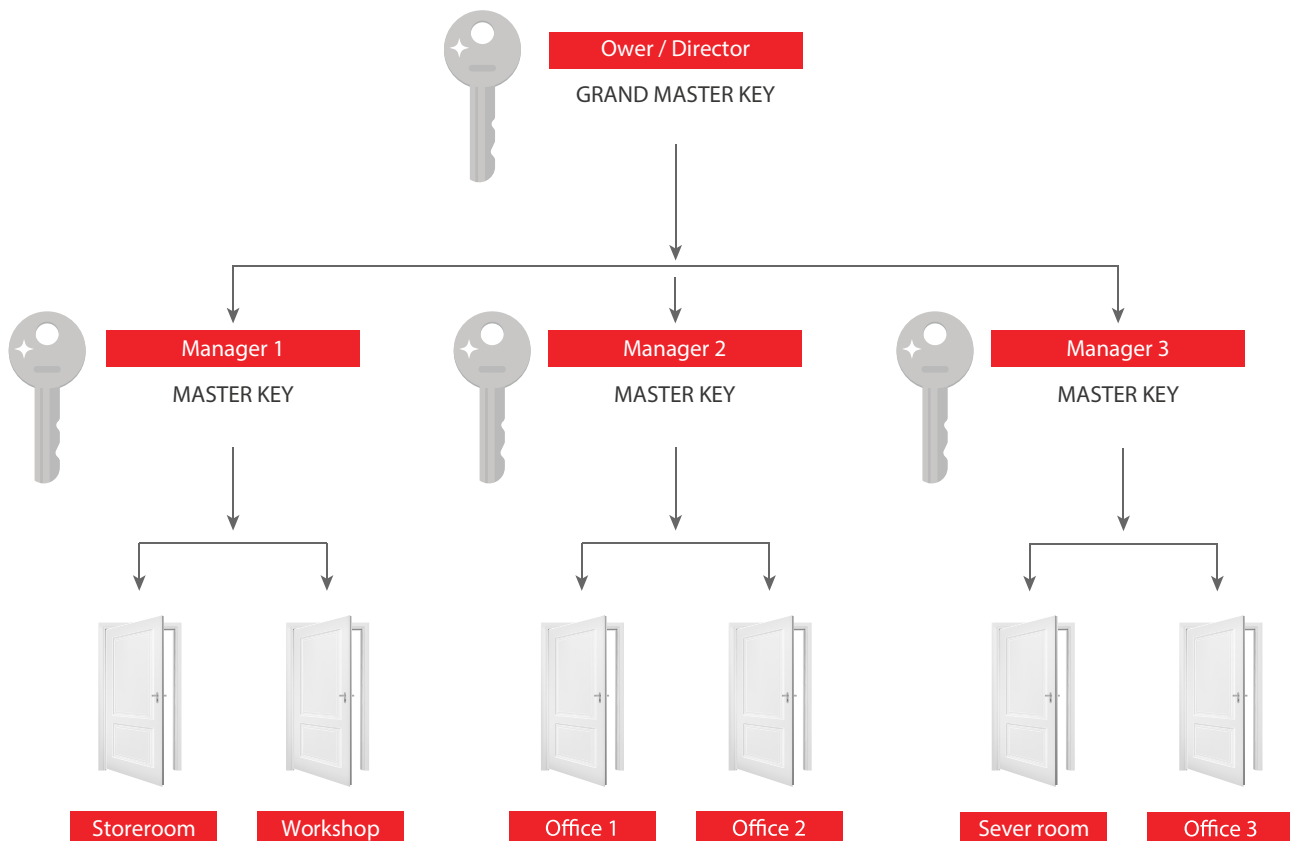 Ower / Director
GRAND MASTER KEY
Manager 1
MASTER KEY
Manager 2
MASTER KEY
Manager 3
MASTER KEY
Storeroom
Workshop
Office 1
Office 2
Sever room
Office 3